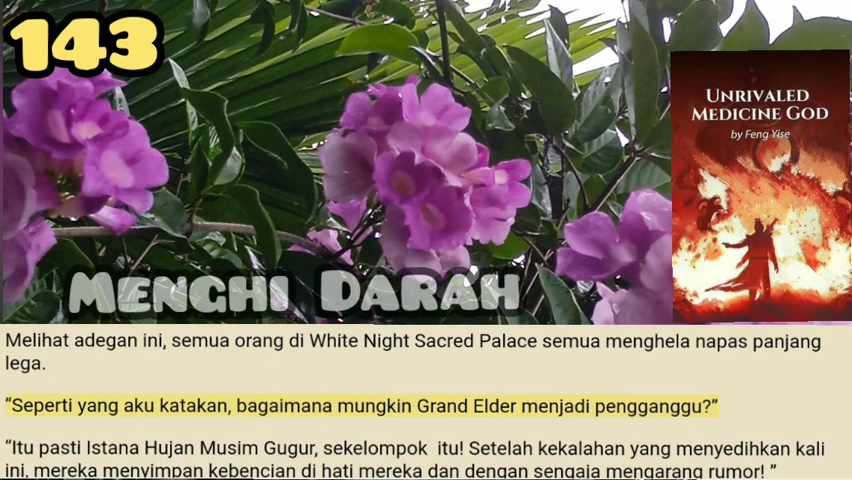 143
UNRIVALED
MEDICINE GOD
by Feng Yise
MENGHI DARAH
Melihat adegan ini, semua orang di White Night Sacred Palace semua menghela napas panjang
lega.
“Seperti yang aku katakan, bagaimana mungkin Grand Elder menjadi pengganggu?”
“Itu pasti Istana Hujan Musim Gugur, sekelompok itu! Setelah kekalahan yang menyedihkan kali
ini, mereka menyimpan kebencian di hati mereka dan dengan sengaja mengarang rumor! ”